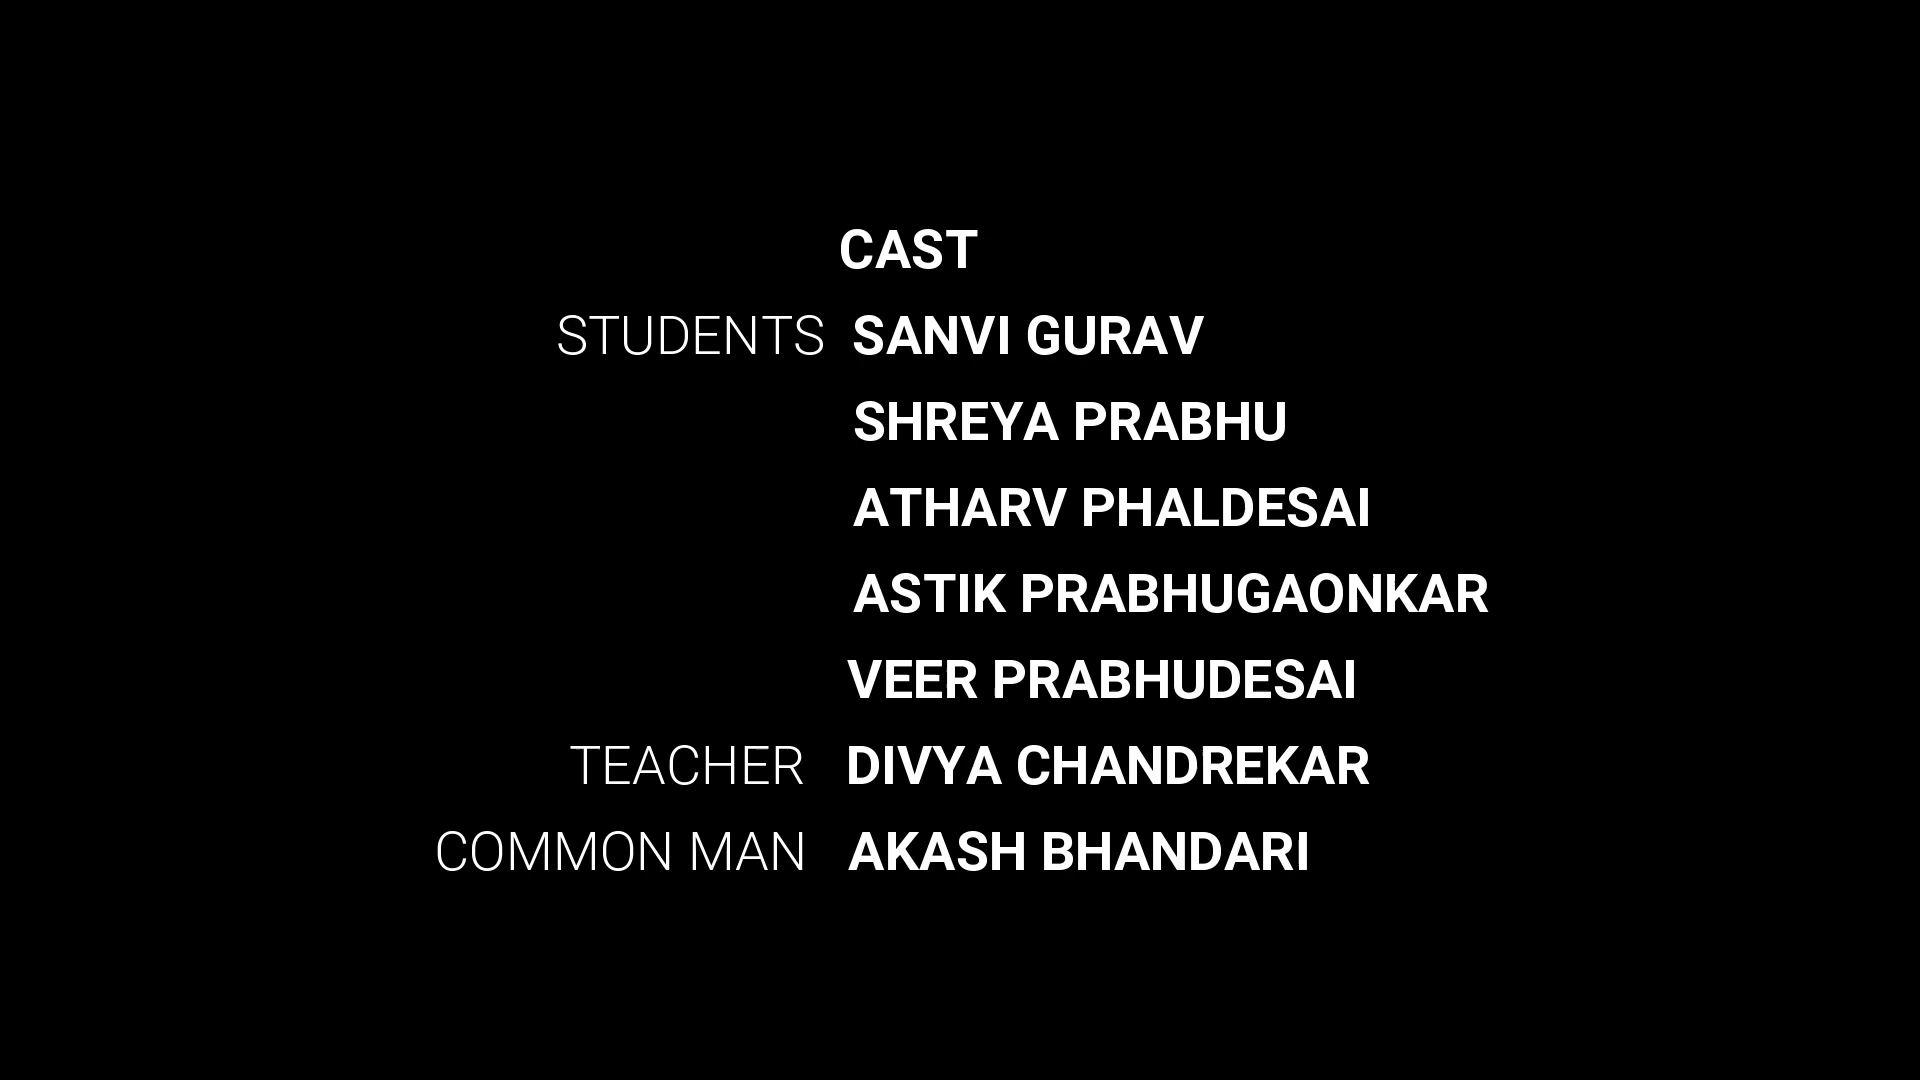 CAST
STUDENTS SANVI GURAV
SHREYA PRABHU
ATHARV PHALDESAI
ASTIK PRABHUGAONKAR
VEER PRABHUDESAI
TEACHER DIVYA CHANDREKAR
COMMON MAN AKASH BHANDARI